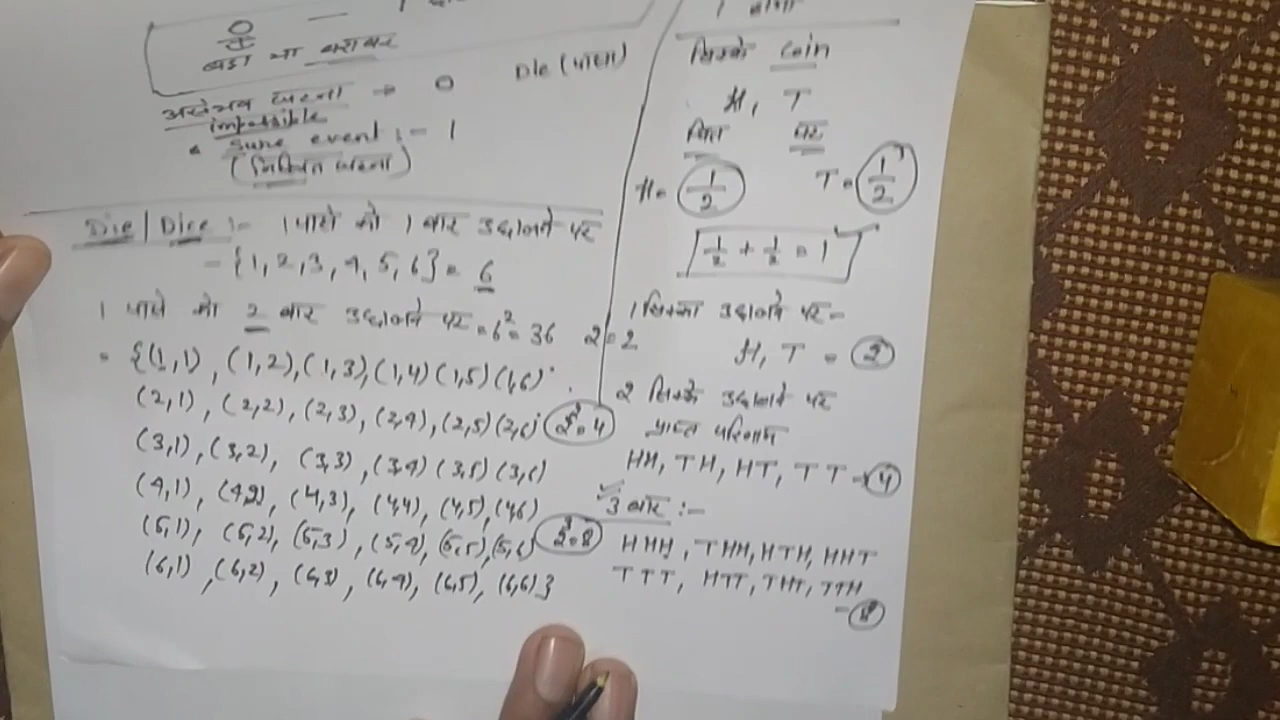 0
1
बडा या बराबर
असंभव घटना → 0
impossible
Sure event :- 1
(निश्चित घटना)
Die (पासा)
Die/Dice :- 1 पासे को 1 बार उछालने पर
- {1, 2, 3, 4, 5, 6} = 6
1 पासे को 2 बार उछालने पर = 6² = 36
= {(1,1), (1,2), (1,3), (1,4) (1,5) (1,6)
(2,1), (2,2), (2,3), (2,4), (2,5) (2,6)
(3,1), (3,2), (3,3), (3,4) (3,5) (3,6)
(4,1), (4,2), (4,3), (4,4), (4,5), (4,6)
(5,1), (5,2), (5,3), (5,4), (5,5), (5,6)
(6,1), (6,2), (6,3), (6,4), (6,5), (6,6)}
सिक्के Coin
H, T
चित पट
H = 1/2 T = 1/2
1/2 + 1/2 = 1
1 सिक्का उछालने पर -
2 = 2 H, T = 2
2 सिक्के उछालने पर
2² = 4 प्राप्त परिणाम
HH, TH, HT, TT = 4
3 बार :-
2³ = 8 HHH, THH, HTH, HHT
TTT, HTT, THT, TTH
= 8